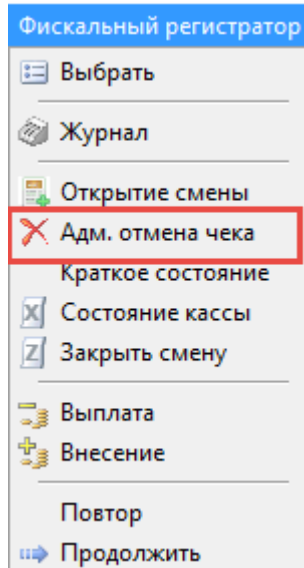 Фискальный регистратор
Выбрать
Журнал
Открытие смены
Адм. отмена чека
Краткое состояние
X Состояние кассы
Z Закрыть смену
Выплата
Внесение
Повтор
Продолжить